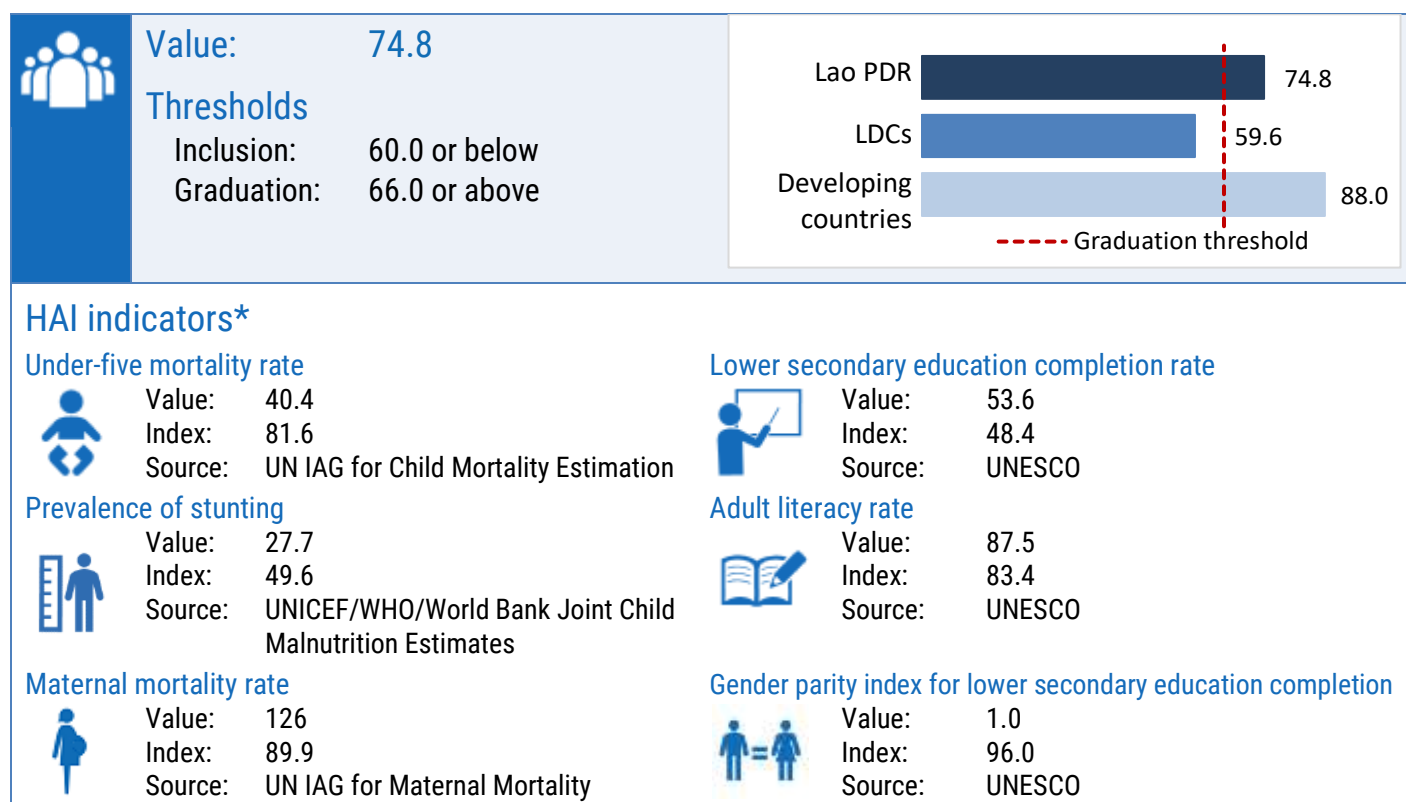 Value: 74.8
Thresholds
Inclusion: 60.0 or below
Graduation: 66.0 or above
Lao PDR 74.8
LDCs 59.6
Developing
countries 88.0
Graduation threshold
HAI indicators*
Under-five mortality rate
Value: 40.4
Index: 81.6
Source: UN IAG for Child Mortality Estimation
Prevalence of stunting
Value: 27.7
Index: 49.6
Source: UNICEF/WHO/World Bank Joint Child
Malnutrition Estimates
Maternal mortality rate
Value: 126
Index: 89.9
Source: UN IAG for Maternal Mortality
Lower secondary education completion rate
Value: 53.6
Index: 48.4
Source: UNESCO
Adult literacy rate
Value: 87.5
Index: 83.4
Source: UNESCO
Gender parity index for lower secondary education completion
Value: 1.0
Index: 96.0
Source: UNESCO